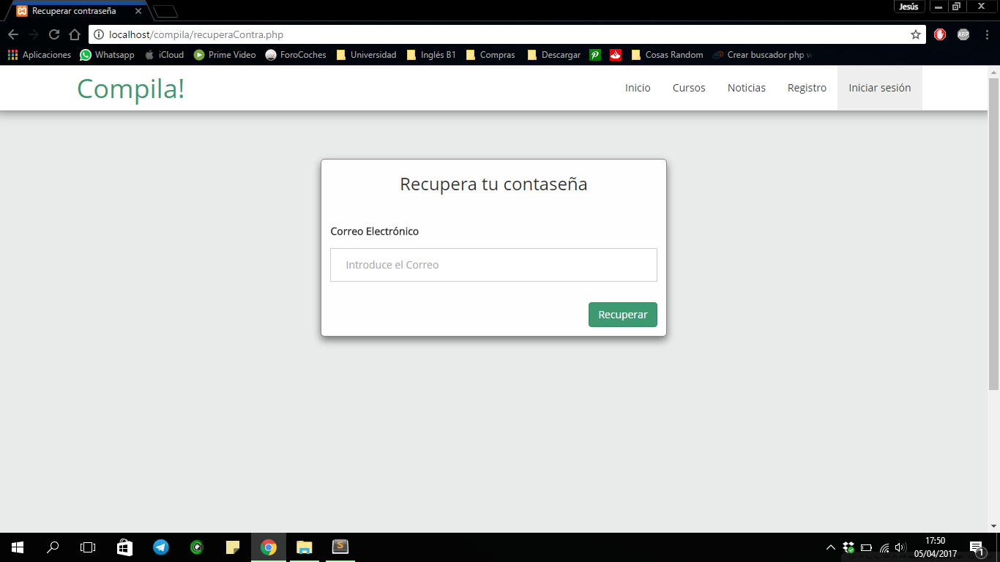 Recuperar contraseña
Jesús
localhost/compila/recuperaContra.php
ABP
Aplicaciones Whatsapp iCloud Prime Video ForoCoches Universidad Inglés B1 Compras Descargar Cosas Random Crear buscador php
Compila!
Inicio Cursos Noticias Registro Iniciar sesión
Recupera tu contaseña
Correo Electrónico
Introduce el Correo
Recuperar
17:50
05/04/2017
1